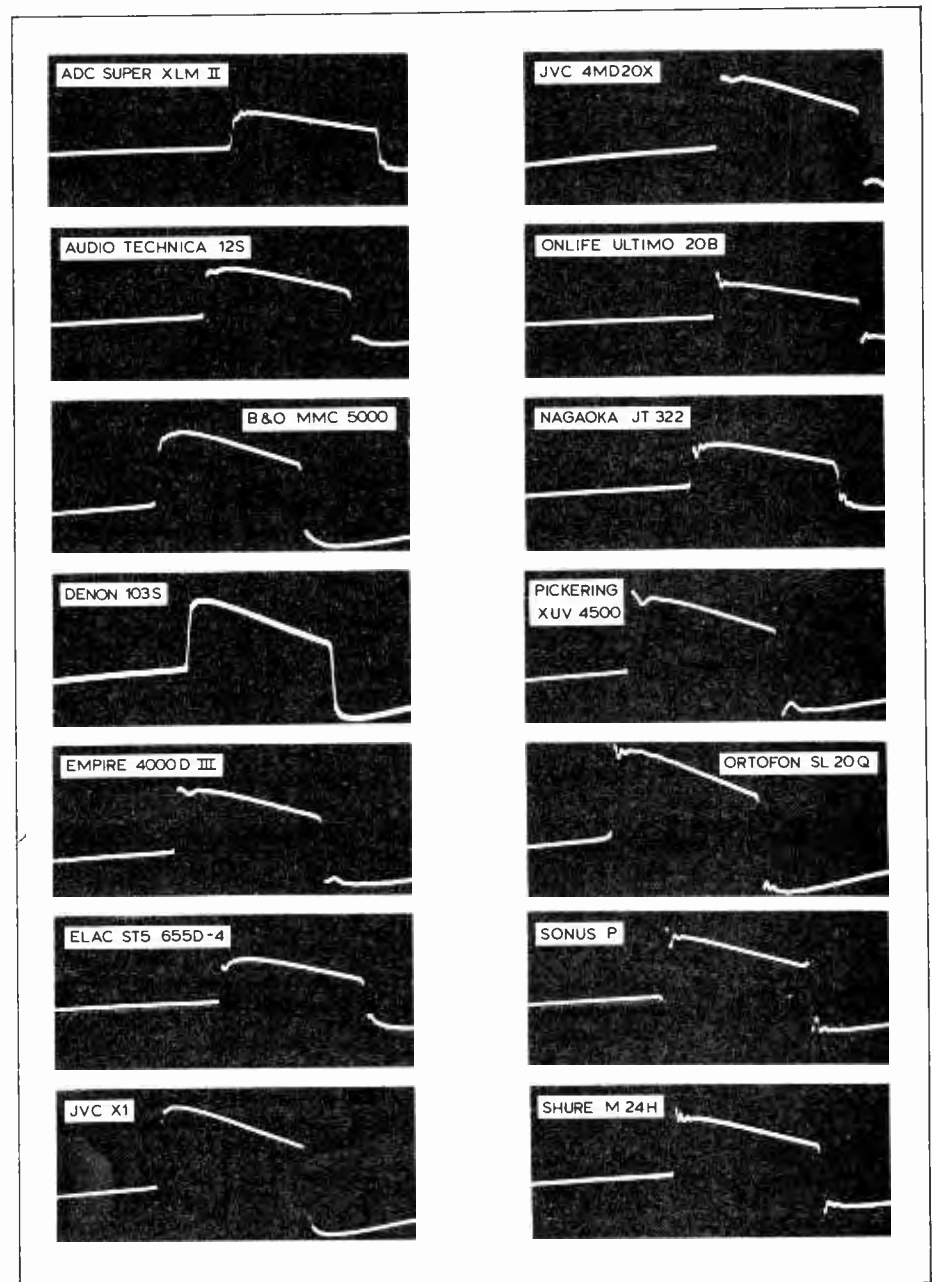 ADC SUPER XLM II
AUDIO TECHNICA 12S
B&O MMC 5000
DENON 103S
EMPIRE 4000D III
ELAC ST5 655D-4
JVC X1
JVC 4MD20X
ONLIFE ULTIMO 20B
NAGAOKA JT 322
PICKERING
XUV 4500
ORTOFON SL 20Q
SONUS P
SHURE M 24H